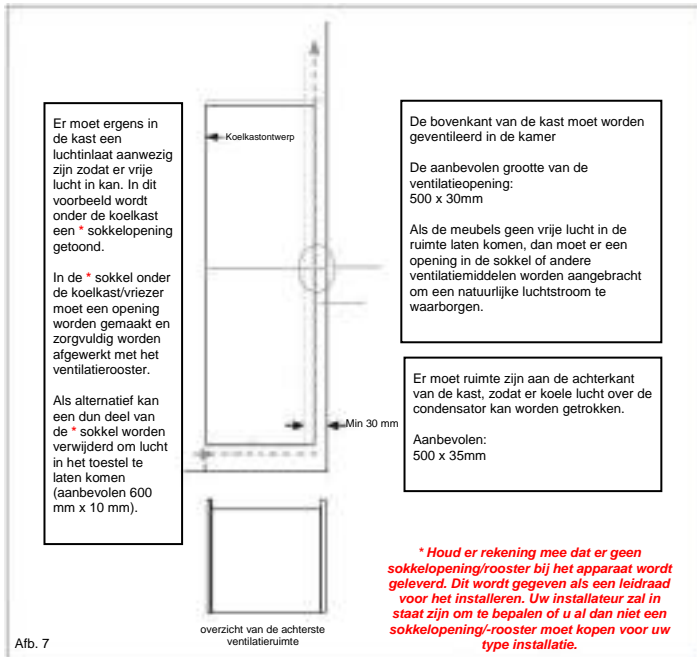 Er moet ergens in
de kast een
luchtinlaat aanwezig
zijn zodat er vrije
lucht in kan. In dit
voorbeeld wordt
onder de koelkast
een * sokkelopening
getoond.
In de * sokkel onder
de koelkast/vriezer
moet een opening
worden gemaakt en
zorgvuldig worden
afgewerkt met het
ventilatierooster.
Als alternatief kan
een dun deel van
de * sokkel worden
verwijderd om lucht
in het toestel te
laten komen
(aanbevolen 600
mm x 10 mm).
Koelkastontwerp
De bovenkant van de kast moet worden
geventileerd in de kamer
De aanbevolen grootte van de
ventilatieopening:
500 x 30mm
Als de meubels geen vrije lucht in de
ruimte laten komen, dan moet er een
opening in de sokkel of andere
ventilatiemiddelen worden aangebracht
om een natuurlijke luchtstroom te
waarborgen.
Er moet ruimte zijn aan de achterkant
van de kast, zodat er koele lucht over de
condensator kan worden getrokken.
Aanbevolen:
500 x 35mm
Min 30 mm
* Houd er rekening mee dat er geen
sokkelopening/rooster bij het apparaat wordt
geleverd. Dit wordt gegeven als een leidraad
voor het installeren. Uw installateur zal in
staat zijn om te bepalen of u al dan niet een
sokkelopening/-rooster moet kopen voor uw
type installatie.
overzicht van de achterste
ventilatieruimte
Afb. 7